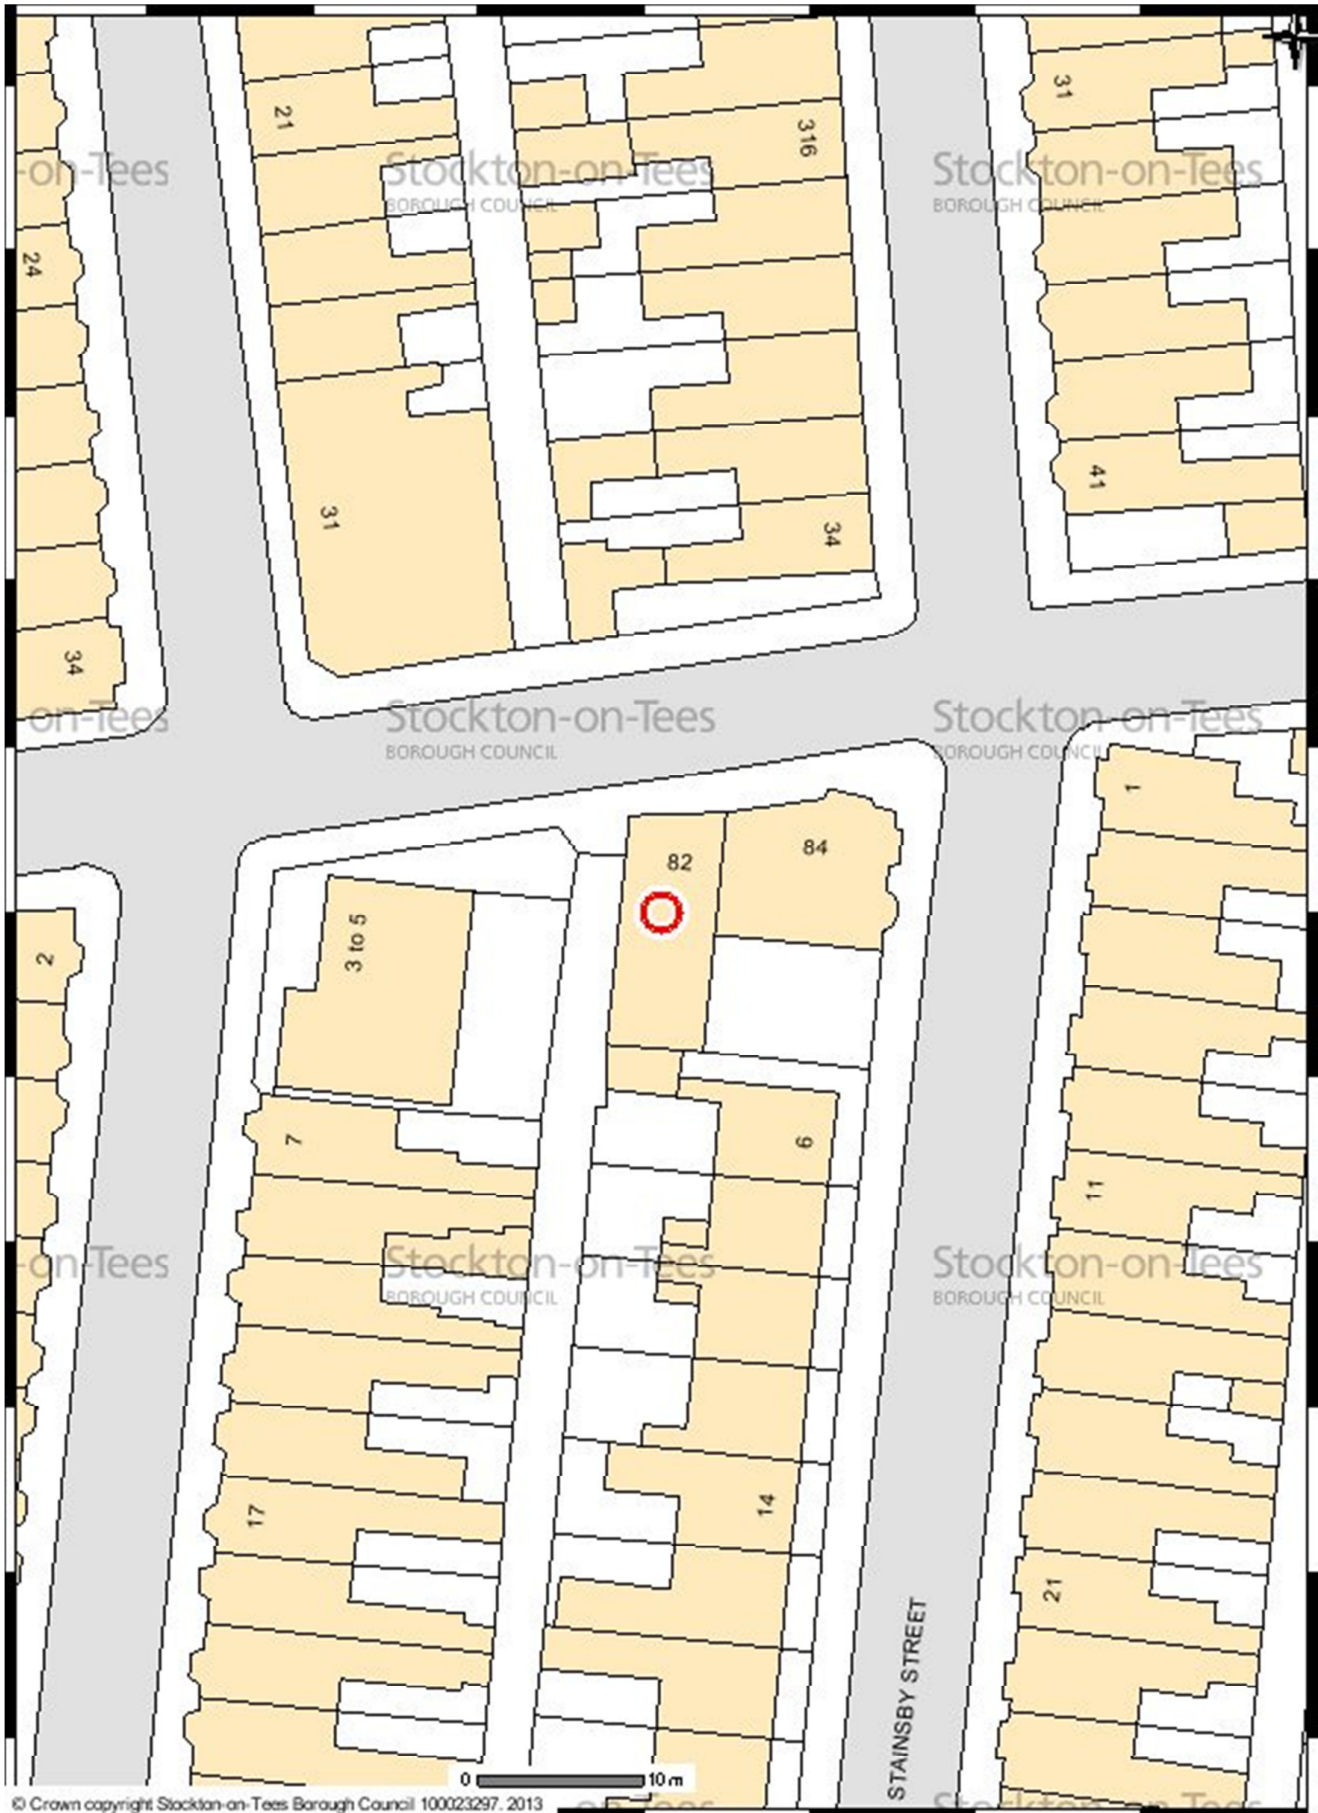 31
21
316
-on-Tees
Stockton-on-Tees
BOROUGH COUNCIL
Stockton-on-Tees
BOROUGH COUNCIL
24
41
31
34
34
on-Tees
Stockton-on-Tees
BOROUGH COUNCIL
Stockton-on-Tees
BOROUGH COUNCIL
1
84
82
3 to 5
2
7
6
11
-on-Tees
Stockton-on-Tees
BOROUGH COUNCIL
Stockton-on-Tees
BOROUGH COUNCIL
17
14
21
STAINSBY STREET
0 10 m
© Crown copyright Stockton-on-Tees Borough Council 100023297. 2013